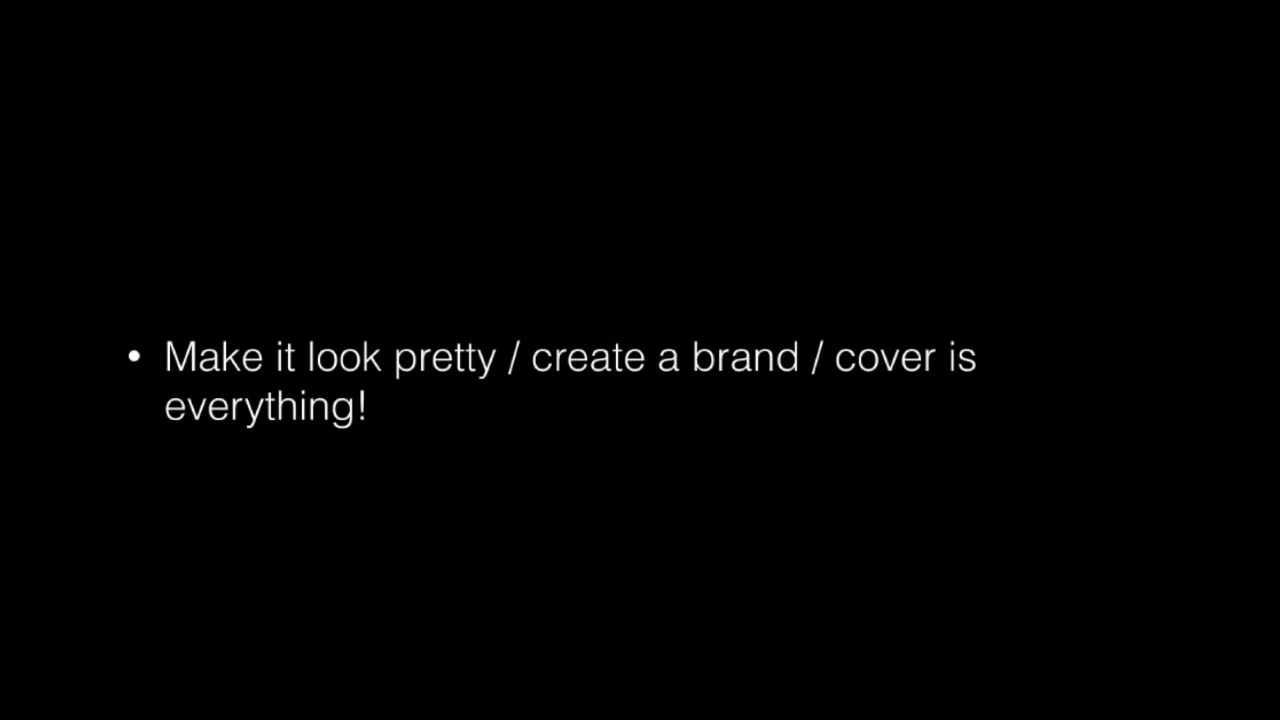 • Make it look pretty / create a brand / cover is
everything!